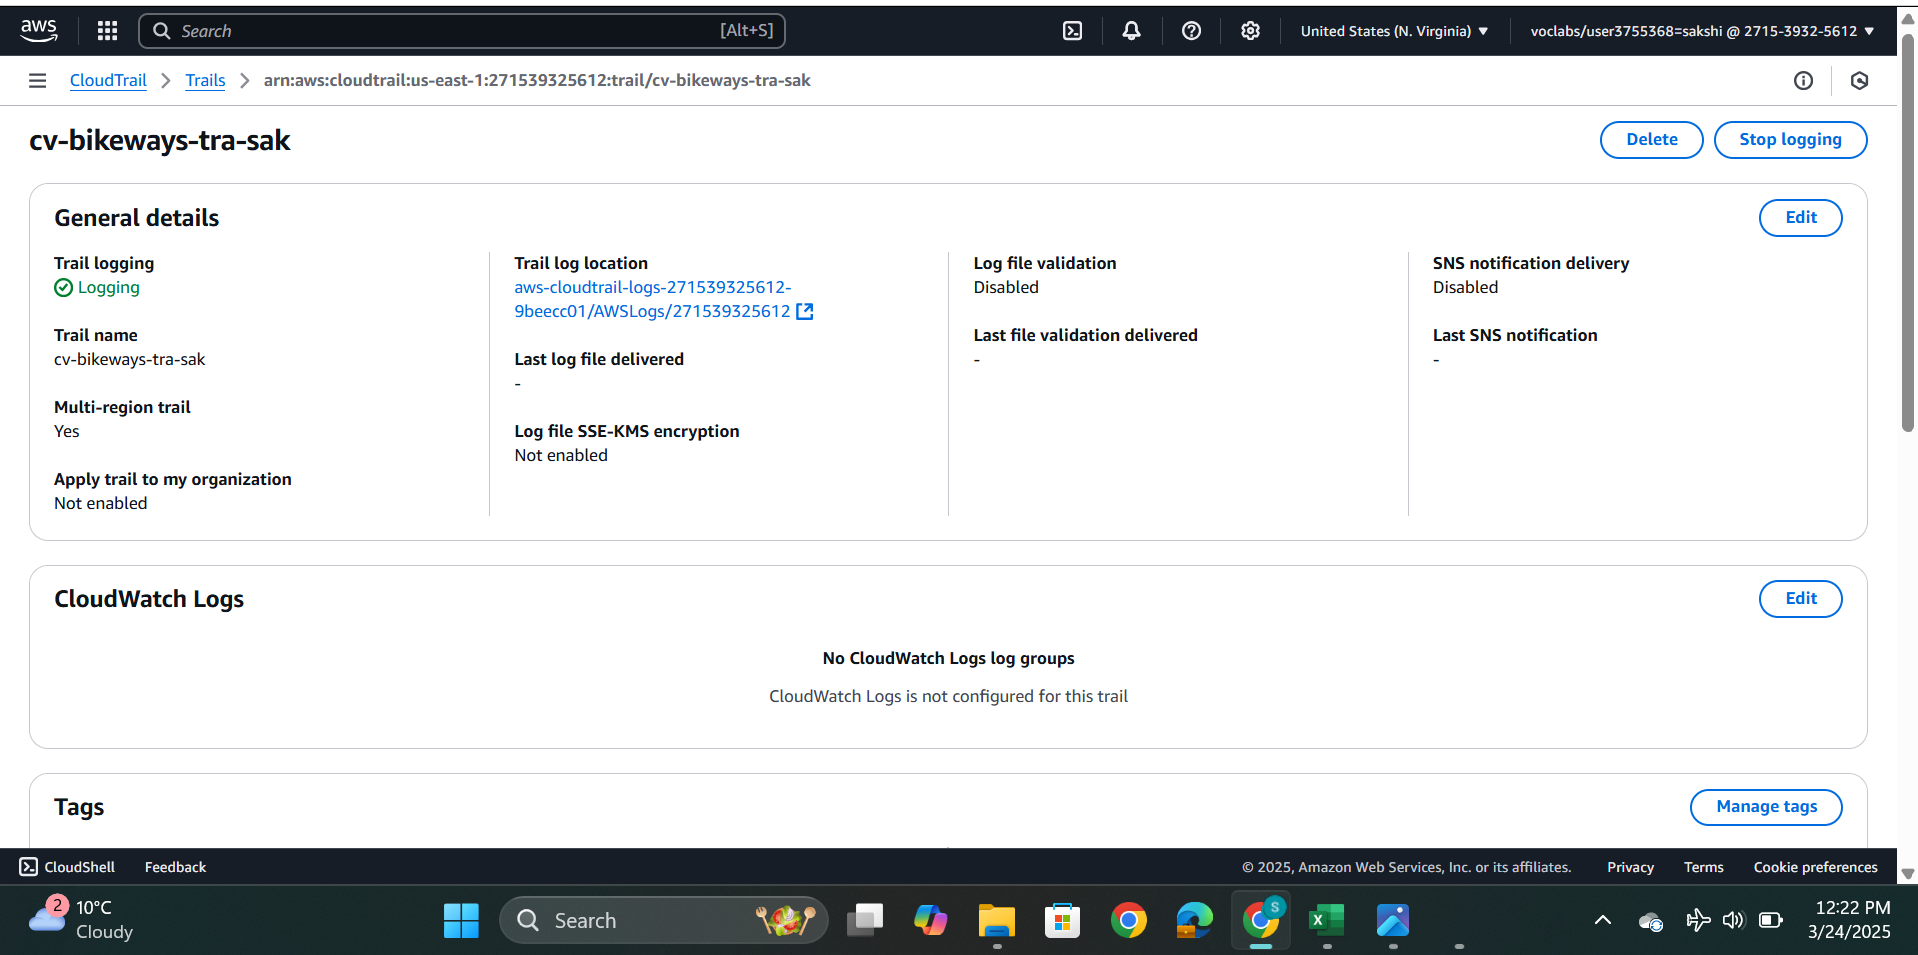 aws
Search
[Alt+S]
United States (N. Virginia)
voclabs/user3755368=sakshi @ 2715-3932-5612
CloudTrail
Trails
arn:aws:cloudtrail:us-east-1:271539325612:trail/cv-bikeways-tra-sak
cv-bikeways-tra-sak
Delete
Stop logging
General details
Edit
Trail logging
Logging
Trail name
cv-bikeways-tra-sak
Multi-region trail
Yes
Apply trail to my organization
Not enabled
Trail log location
aws-cloudtrail-logs-271539325612-
9beecc01/AWSLogs/271539325612
Last log file delivered
-
Log file SSE-KMS encryption
Not enabled
Log file validation
Disabled
Last file validation delivered
-
SNS notification delivery
Disabled
Last SNS notification
-
CloudWatch Logs
Edit
No CloudWatch Logs log groups
CloudWatch Logs is not configured for this trail
Tags
Manage tags
CloudShell
Feedback
© 2025, Amazon Web Services, Inc. or its affiliates.
Privacy
Terms
Cookie preferences
2
10°C
Cloudy
Search
S
X
12:22 PM
3/24/2025